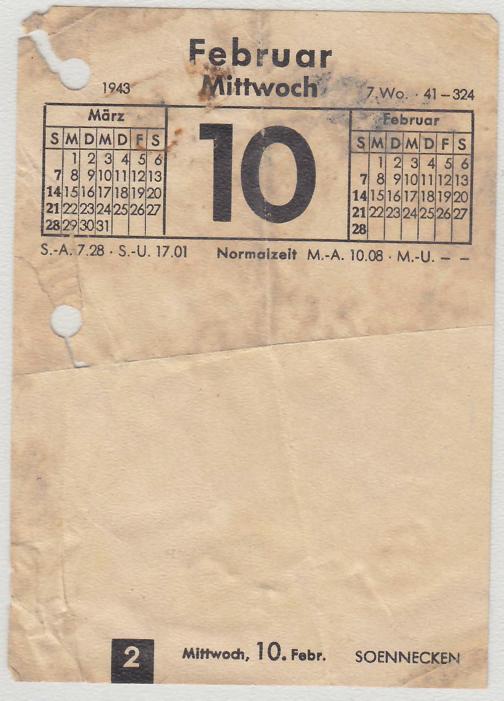 Februar
Mittwoch
1943
7.Wo. · 41–324
März
S M D M D F S
1 2 3 4 5 6
7 8 9 10 11 12 13
14 15 16 17 18 19 20
21 22 23 24 25 26 27
28 29 30 31
10
Februar
S M D M D F S
1 2 3 4 5 6
7 8 9 10 11 12 13
14 15 16 17 18 19 20
21 22 23 24 25 26 27
28
S.-A. 7.28 · S.-U. 17.01 Normalzeit M.-A. 10.08 · M.-U. – –
2 Mittwoch, 10. Febr. SOENNECKEN